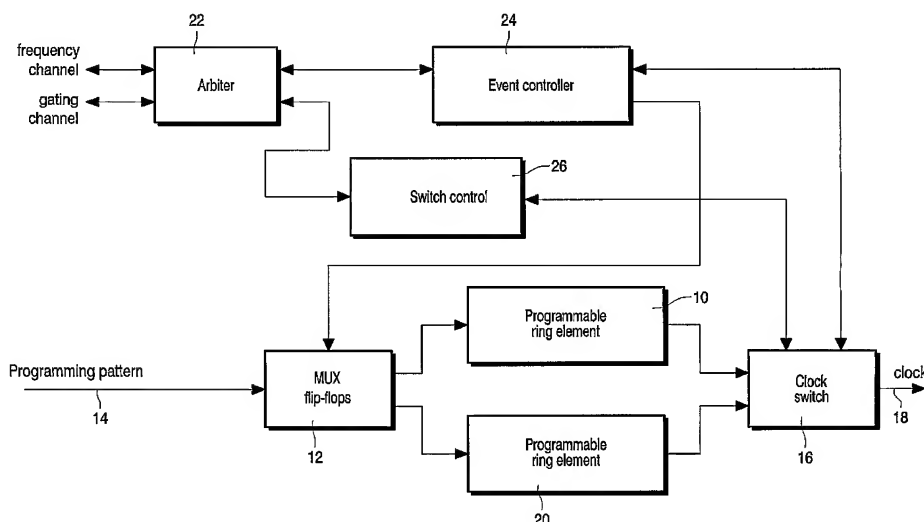 22
24
frequency
channel
gating
channel
Arbiter
Event controller
26
Switch control
10
Programmable
ring element
Programming pattern
14
MUX
flip-flops
12
Clock
switch
16
clock
18
Programmable
ring element
20